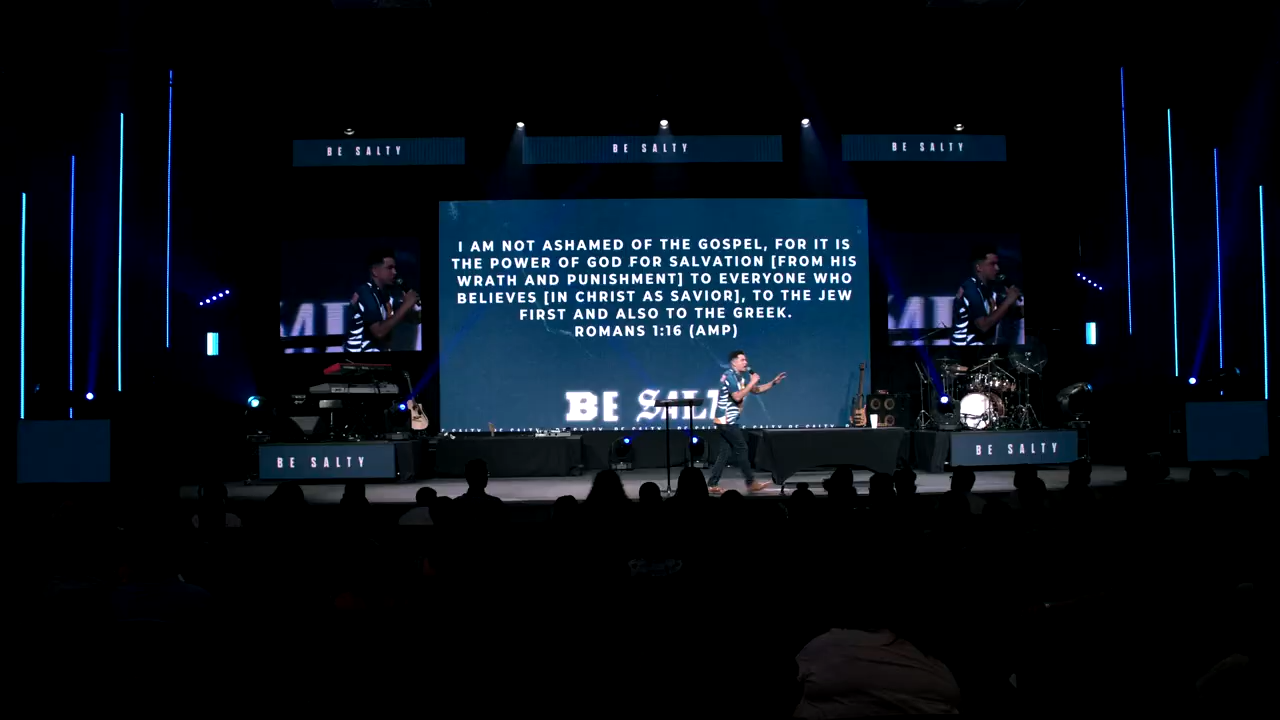 BE SALTY
BE SALTY
BE SALTY
I AM NOT ASHAMED OF THE GOSPEL, FOR IT IS
THE POWER OF GOD FOR SALVATION [FROM HIS
WRATH AND PUNISHMENT] TO EVERYONE WHO
BELIEVES [IN CHRIST AS SAVIOR], TO THE JEW
FIRST AND ALSO TO THE GREEK.
ROMANS 1:16 (AMP)
BE SALT
BE SALTY
BE SALTY